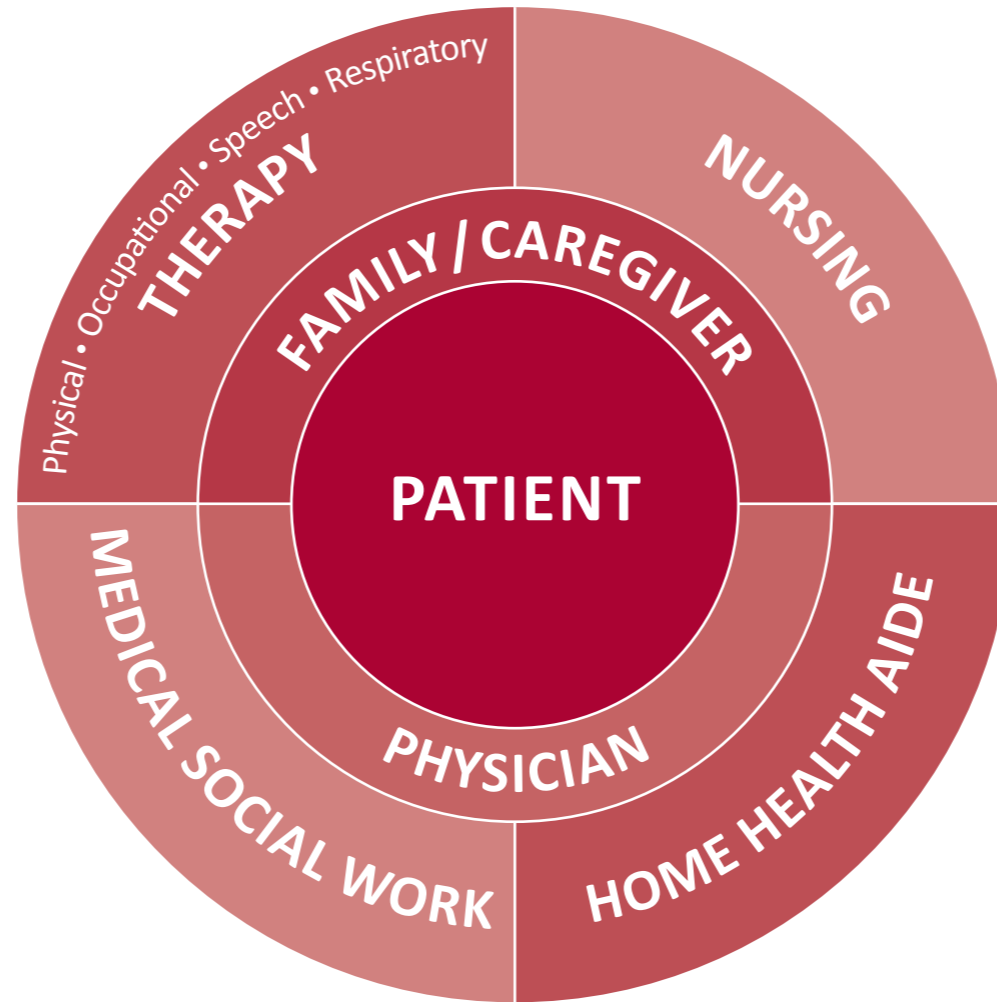 Physical • Occupational • Speech • Respiratory
THERAPY
NURSING
FAMILY/CAREGIVER
PATIENT
PHYSICIAN
MEDICAL SOCIAL WORK
HOME HEALTH AIDE